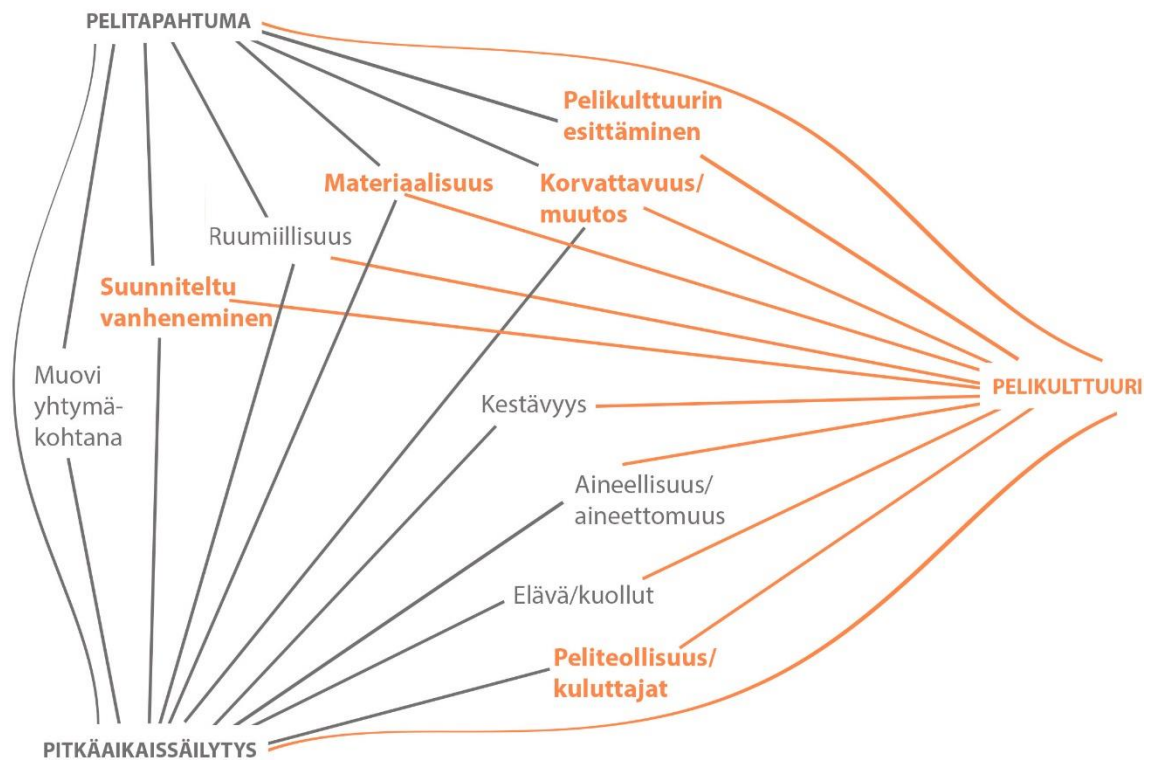 PELITAPAHTUMA
Pelikulttuurin
esittäminen
Materiaalisuus
Korvattavuus/
muutos
Ruumiillisuus
Suunniteltu
vanheneminen
Muovi
yhtymä-
kohtana
PELIKULTTUURI
Kestävyys
Aineellisuus/
aineettomuus
Elävä/kuollut
Peliteollisuus/
kuluttajat
PITKÄAIKAISSÄILYTYS